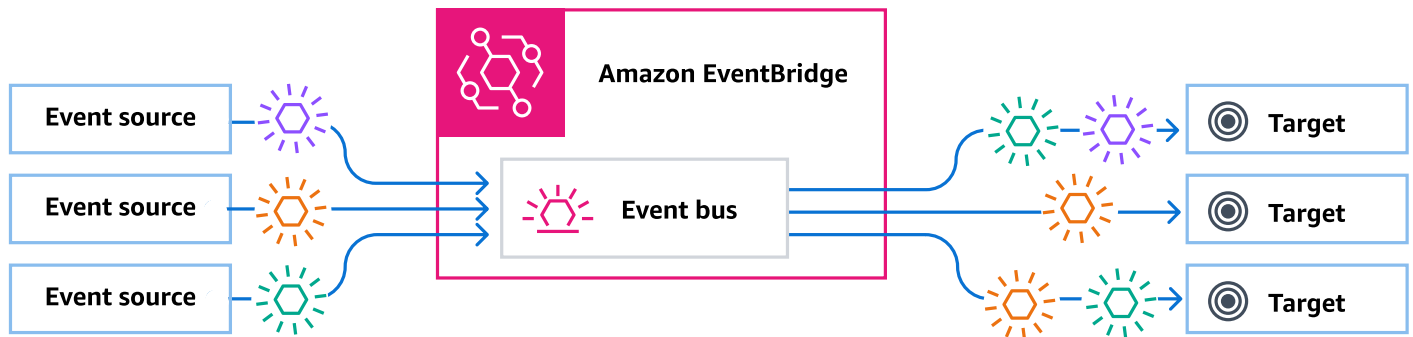 Amazon EventBridge
Event source
Event source
Event source
Event bus
Target
Target
Target